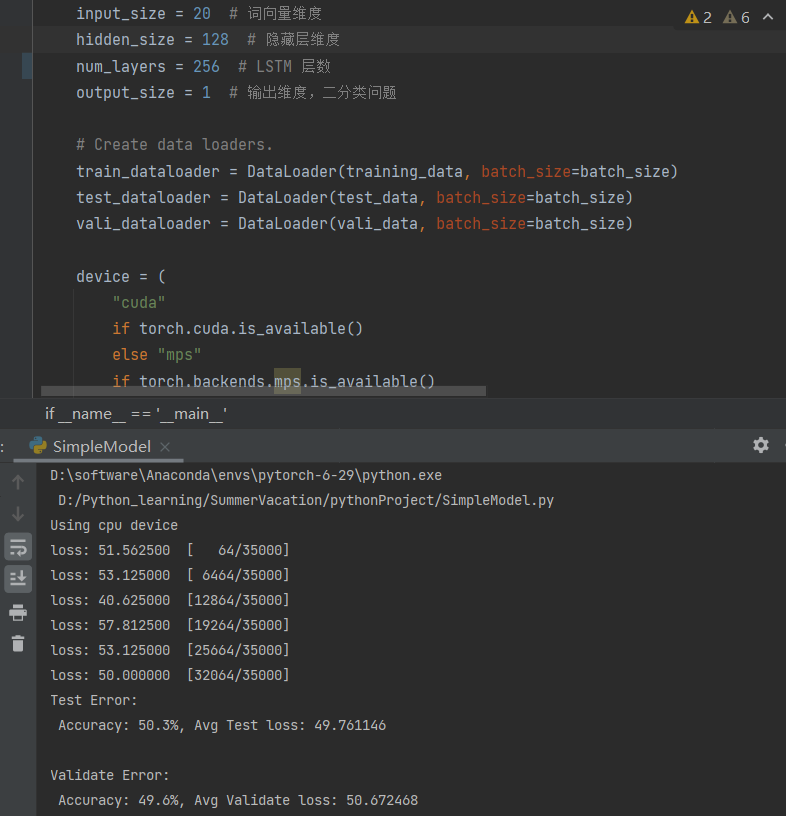 input_size = 20  # 词向量维度
2 6
hidden_size = 128  # 隐藏层维度
num_layers = 256  # LSTM 层数
output_size = 1  # 输出维度，二分类问题
# Create data loaders.
train_dataloader = DataLoader(training_data, batch_size=batch_size)
test_dataloader = DataLoader(test_data, batch_size=batch_size)
vali_dataloader = DataLoader(vali_data, batch_size=batch_size)
device = (
"cuda"
if torch.cuda.is_available()
else "mps"
if torch.backends.mps.is_available()
if __name__ == '__main__'
: SimpleModel ×
D:\software\Anaconda\envs\pytorch-6-29\python.exe
D:/Python_learning/SummerVacation/pythonProject/SimpleModel.py
Using cpu device
loss: 51.562500  [   64/35000]
loss: 53.125000  [ 6464/35000]
loss: 40.625000  [12864/35000]
loss: 57.812500  [19264/35000]
loss: 53.125000  [25664/35000]
loss: 50.000000  [32064/35000]
Test Error:
Accuracy: 50.3%, Avg Test loss: 49.761146
Validate Error:
Accuracy: 49.6%, Avg Validate loss: 50.672468